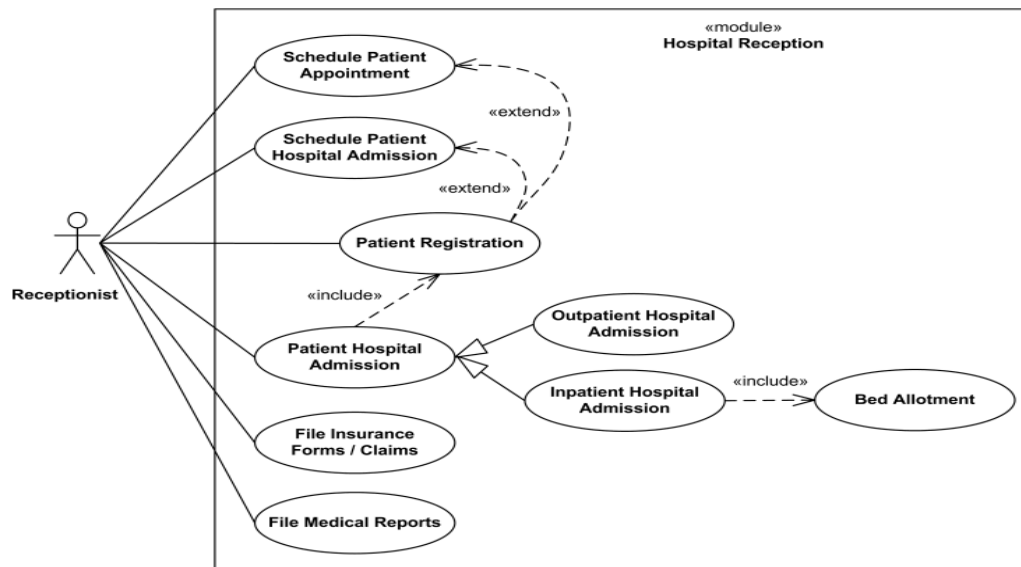 «module»
Hospital Reception
Schedule Patient
Appointment
«extend»
Schedule Patient
Hospital Admission
«extend»
Patient Registration
Receptionist
«include»
Outpatient Hospital
Admission
Patient Hospital
Admission
«include»
Inpatient Hospital
Admission
Bed Allotment
File Insurance
Forms / Claims
File Medical Reports